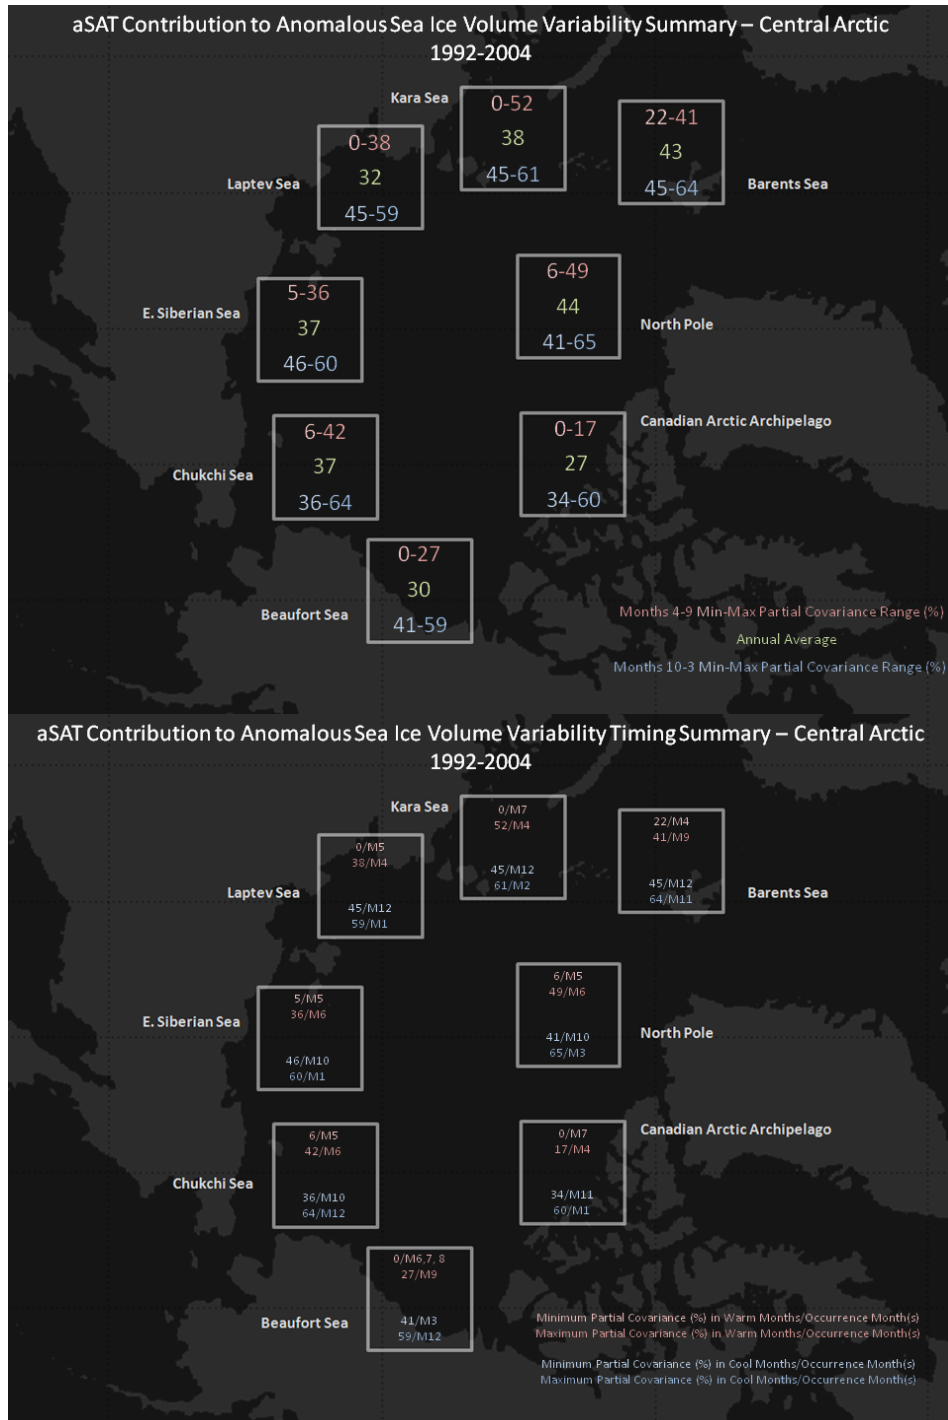 aSAT Contribution to Anomalous Sea Ice Volume Variability Summary – Central Arctic
1992-2004
Kara Sea
0-52
38
45-61
22-41
43
45-64
Barents Sea
Laptev Sea
0-38
32
45-59
E. Siberian Sea
5-36
37
46-60
6-49
44
41-65
North Pole
Chukchi Sea
6-42
37
36-64
Canadian Arctic Archipelago
0-17
27
34-60
Beaufort Sea
0-27
30
41-59
Months 4-9 Min-Max Partial Covariance Range (%)
Annual Average
Months 10-3 Min-Max Partial Covariance Range (%)
aSAT Contribution to Anomalous Sea Ice Volume Variability Timing Summary – Central Arctic
1992-2004
Kara Sea
0/M7
52/M4
45/M12
61/M2
22/M4
41/M9
45/M12
64/M11
Barents Sea
Laptev Sea
0/M5
38/M4
45/M12
59/M1
E. Siberian Sea
5/M5
36/M6
46/M10
60/M1
6/M5
49/M6
41/M10
65/M3
North Pole
Chukchi Sea
6/M5
42/M6
36/M10
64/M12
Canadian Arctic Archipelago
0/M7
17/M4
34/M11
60/M1
Beaufort Sea
0/M6,7, 8
27/M9
41/M3
59/M12
Minimum Partial Covariance (%) in Warm Months/Occurrence Month(s)
Maximum Partial Covariance (%) in Warm Months/Occurrence Month(s)
Minimum Partial Covariance (%) in Cool Months/Occurrence Month(s)
Maximum Partial Covariance (%) in Cool Months/Occurrence Month(s)